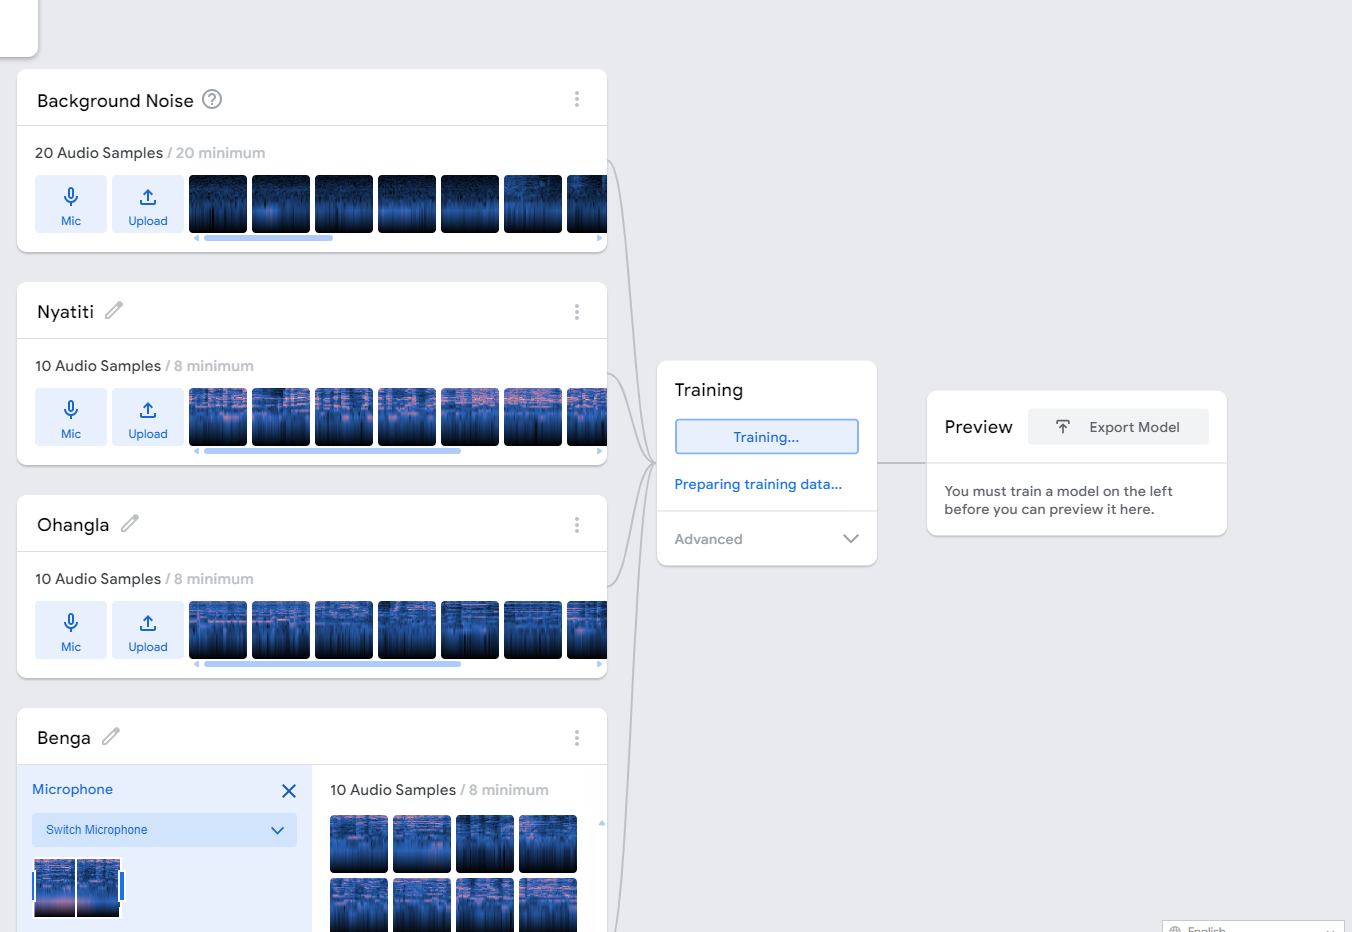 Background Noise
20 Audio Samples / 20 minimum
Mic
Upload
Nyatiti
10 Audio Samples / 8 minimum
Mic
Upload
Ohangla
10 Audio Samples / 8 minimum
Mic
Upload
Benga
Microphone
Switch Microphone
10 Audio Samples / 8 minimum
Training
Training...
Preparing training data...
Advanced
Preview
Export Model
You must train a model on the left
before you can preview it here.
English